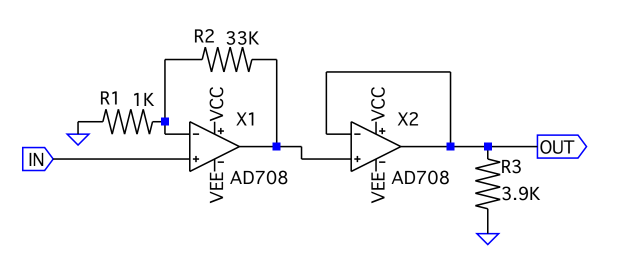 R2 33K
R1 1K
VCC
X1
VCC
X2
IN
-
+
+
-
-
+
+
-
OUT
VEE
AD708
VEE
AD708
R3
3.9K